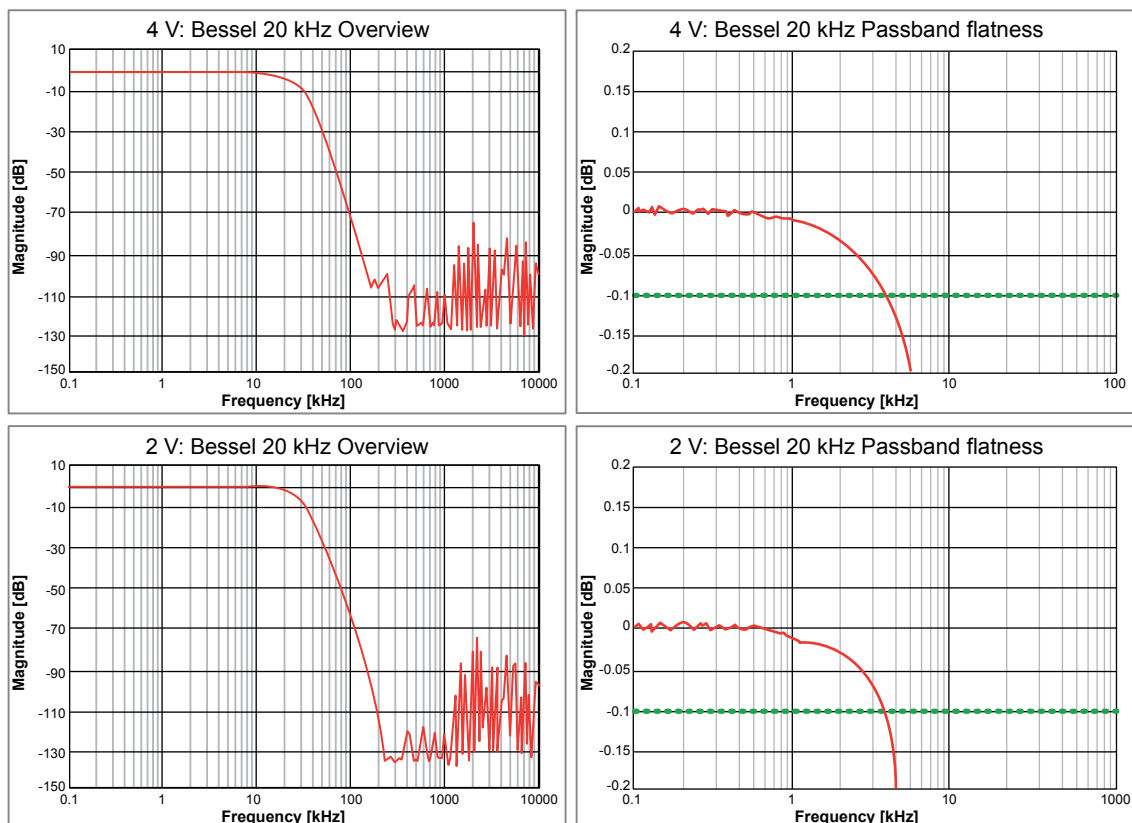 4 V: Bessel 20 kHz Overview
10
-10
-30
-50
-70
-90
-110
-130
-150
Magnitude [dB]
0.1 1 10 100 1000 10000
Frequency [kHz]
4 V: Bessel 20 kHz Passband flatness
0.2
0.15
0.1
0.05
0
-0.05
-0.1
-0.15
-0.2
Magnitude [dB]
0.1 1 10 100
Frequency [kHz]
2 V: Bessel 20 kHz Overview
10
-10
-30
-50
-70
-90
-110
-130
-150
Magnitude [dB]
0.1 1 10 100 1000 10000
Frequency [kHz]
2 V: Bessel 20 kHz Passband flatness
0.2
0.15
0.1
0.05
0
-0.05
-0.1
-0.15
-0.2
Magnitude [dB]
0.1 1 10 1000
Frequency [kHz]